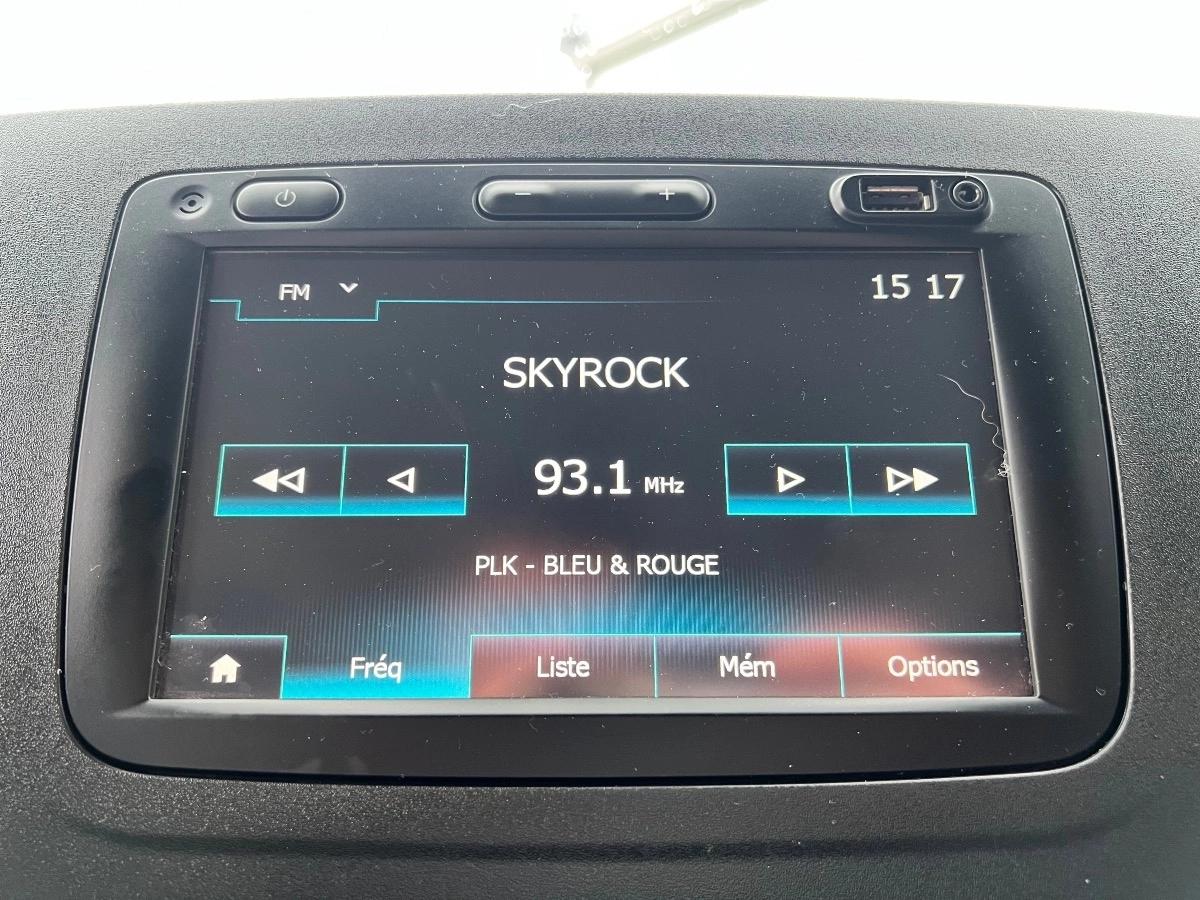 FM
15 17
SKYROCK
93.1 MHz
PLK - BLEU & ROUGE
Fréq Liste Mém Options